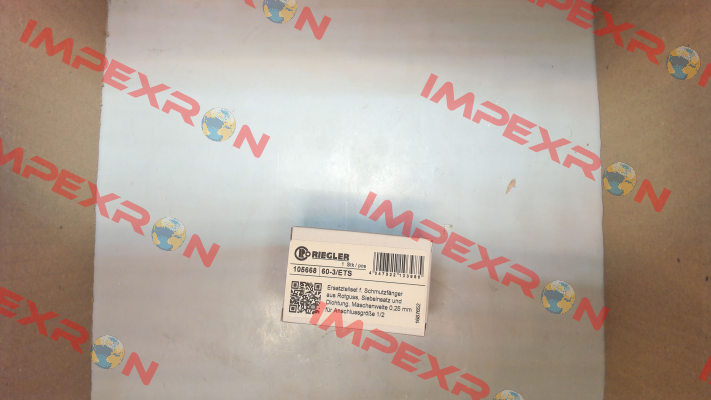 IMPEXRON
IMPEXRON
IMPEXRON
IMPEXRON
IMPEXRON
IMPEXRON
IMPEXRON
IMPEXRON
RIEGLER
1 Stk / pcs
105668 60-3/ETS
Ersatzteilset f. Schmutzfänger
aus Rotguss, Siebeinsatz und
Dichtung, Maschenweite 0,25 mm
für Anschlussgröße 1/2